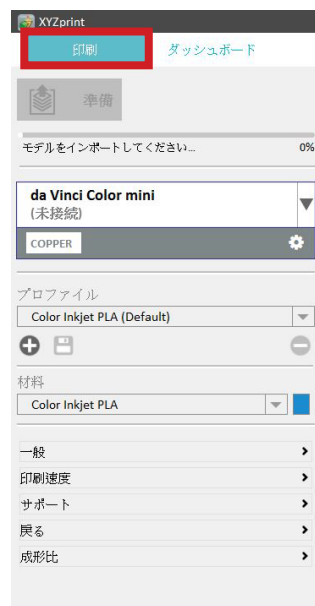 XYZprint
印刷 ダッシュボード
準備
モデルをインポートしてください... 0%
da Vinci Color mini
(未接続)
COPPER
プロファイル
Color Inkjet PLA (Default)
材料
Color Inkjet PLA
一般
印刷速度
サポート
戻る
成形比